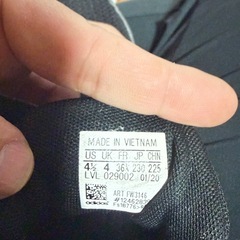 MADE IN VIETNAM
US UK FR JP CHN
4½ 4 36⅔ 230 225
LVL 029002 01/20
ART FW3146
adidas